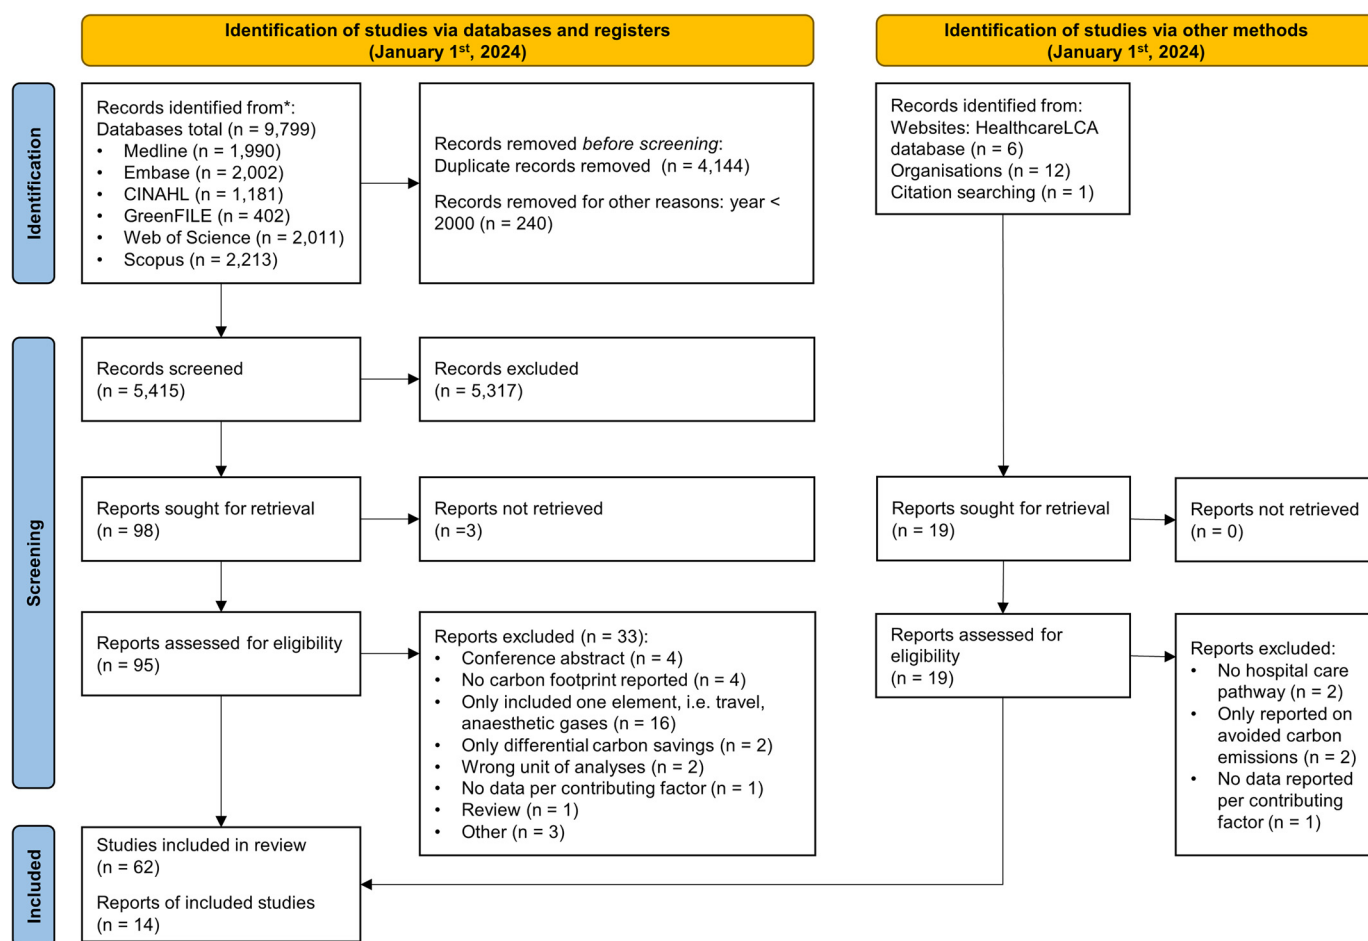 Identification of studies via databases and registers
(January 1st, 2024)
Identification of studies via other methods
(January 1st, 2024)
Identification
Records identified from*:
Databases total (n = 9,799)
• Medline (n = 1,990)
• Embase (n = 2,002)
• CINAHL (n = 1,181)
• GreenFILE (n = 402)
• Web of Science (n = 2,011)
• Scopus (n = 2,213)
Records removed before screening:
Duplicate records removed (n = 4,144)
Records removed for other reasons: year <
2000 (n = 240)
Records identified from:
Websites: HealthcareLCA
database (n = 6)
Organisations (n = 12)
Citation searching (n = 1)
Screening
Records screened
(n = 5,415)
Records excluded
(n = 5,317)
Reports sought for retrieval
(n = 98)
Reports not retrieved
(n =3)
Reports sought for retrieval
(n = 19)
Reports not retrieved
(n = 0)
Reports assessed for eligibility
(n = 95)
Reports excluded (n = 33):
• Conference abstract (n = 4)
• No carbon footprint reported (n = 4)
• Only included one element, i.e. travel,
anaesthetic gases (n = 16)
• Only differential carbon savings (n = 2)
• Wrong unit of analyses (n = 2)
• No data per contributing factor (n = 1)
• Review (n = 1)
• Other (n = 3)
Reports assessed for
eligibility
(n = 19)
Reports excluded:
• No hospital care
pathway (n = 2)
• Only reported on
avoided carbon
emissions (n = 2)
• No data reported
per contributing
factor (n = 1)
Included
Studies included in review
(n = 62)
Reports of included studies
(n = 14)